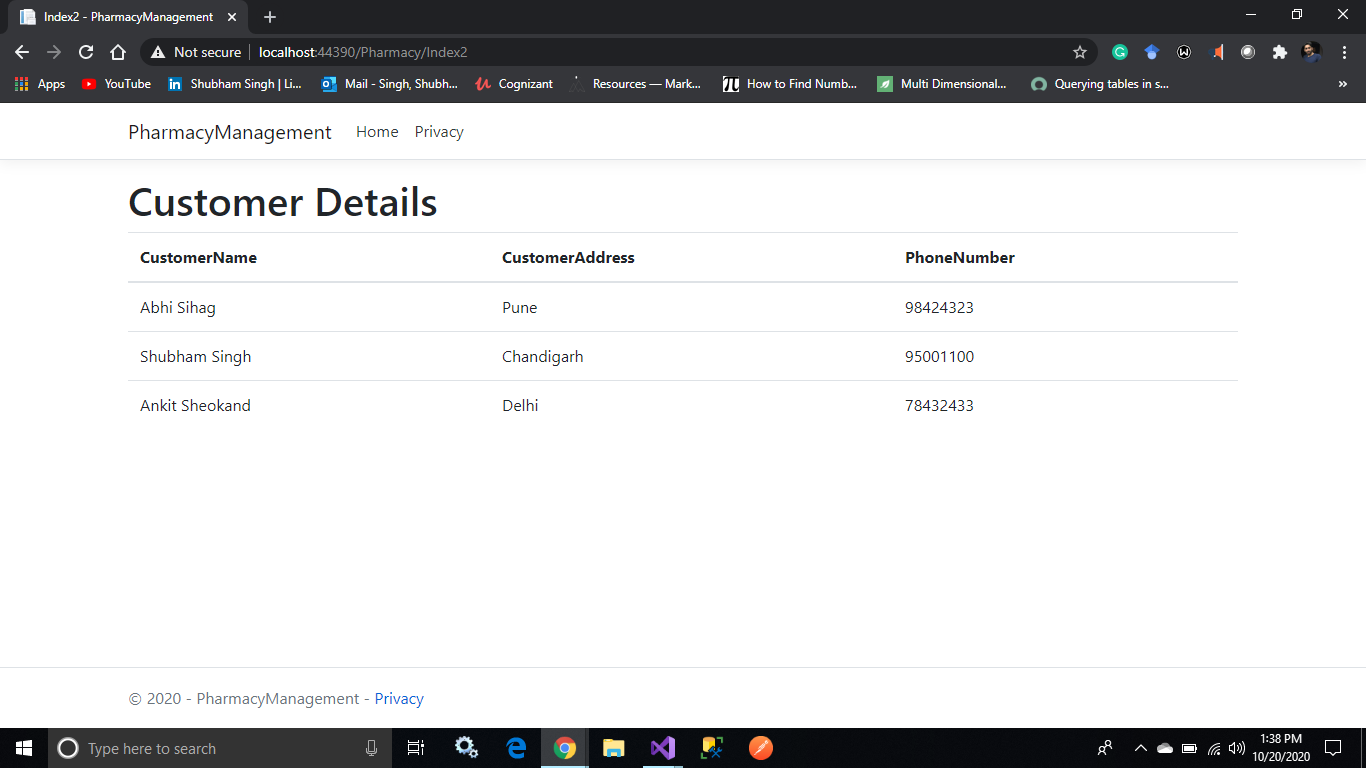 Index2 - PharmacyManagement
Not secure localhost:44390/Pharmacy/Index2
Apps YouTube Shubham Singh | Li... Mail - Singh, Shubh... Cognizant Resources — Mark... How to Find Numb... Multi Dimensional... Querying tables in s... »
PharmacyManagement Home Privacy
Customer Details
CustomerName CustomerAddress PhoneNumber
Abhi Sihag Pune 98424323
Shubham Singh Chandigarh 95001100
Ankit Sheokand Delhi 78432433
© 2020 - PharmacyManagement - Privacy
Type here to search
1:38 PM
10/20/2020